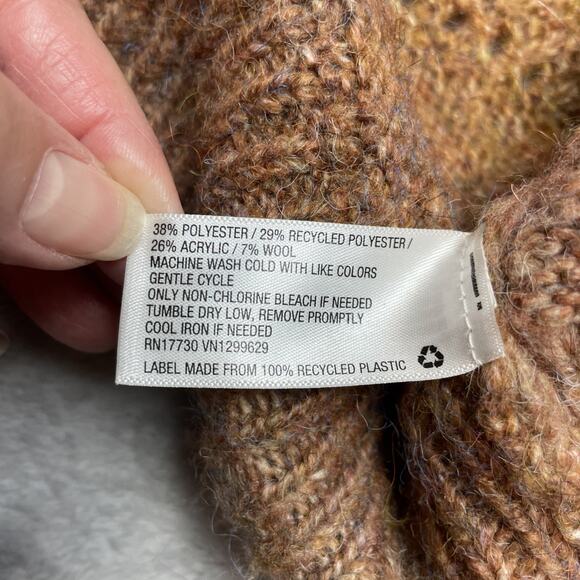 38% POLYESTER / 29% RECYCLED POLYESTER /
26% ACRYLIC / 7% WOOL
MACHINE WASH COLD WITH LIKE COLORS
GENTLE CYCLE
ONLY NON-CHLORINE BLEACH IF NEEDED
TUMBLE DRY LOW, REMOVE PROMPTLY
COOL IRON IF NEEDED
RN17730 VN1299629
LABEL MADE FROM 100% RECYCLED PLASTIC